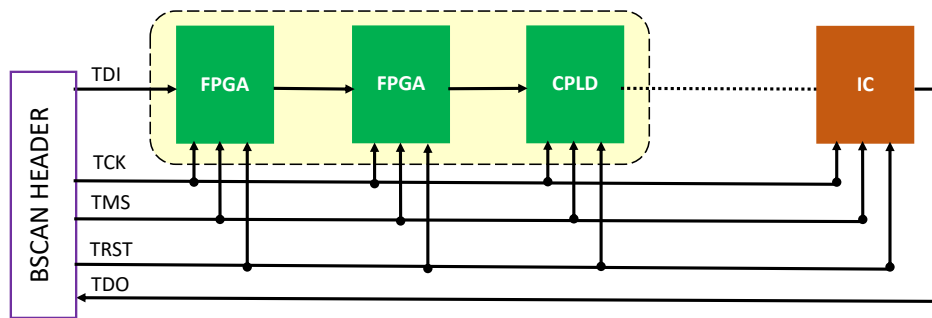 TDI
FPGA
FPGA
CPLD
IC
BSCAN HEADER
TCK
TMS
TRST
TDO